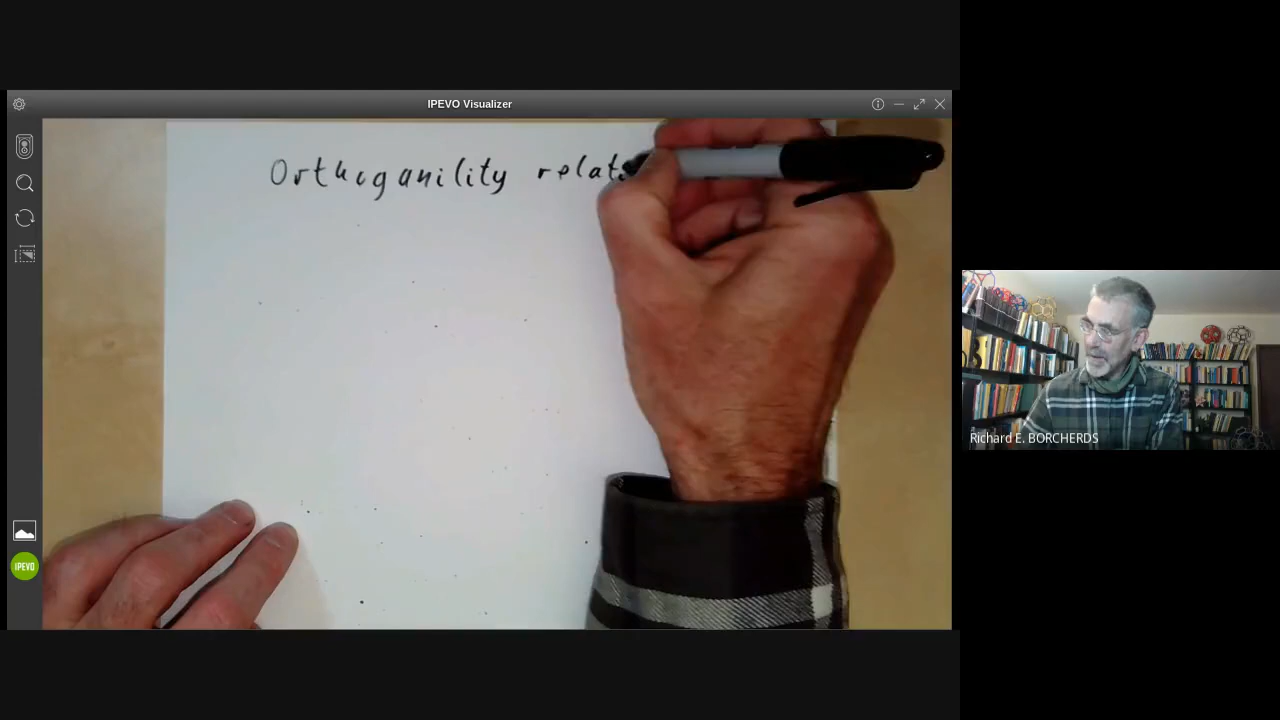 IPEVO Visualizer
Orthoganility relat
IPEVO
Richard E. BORCHERDS